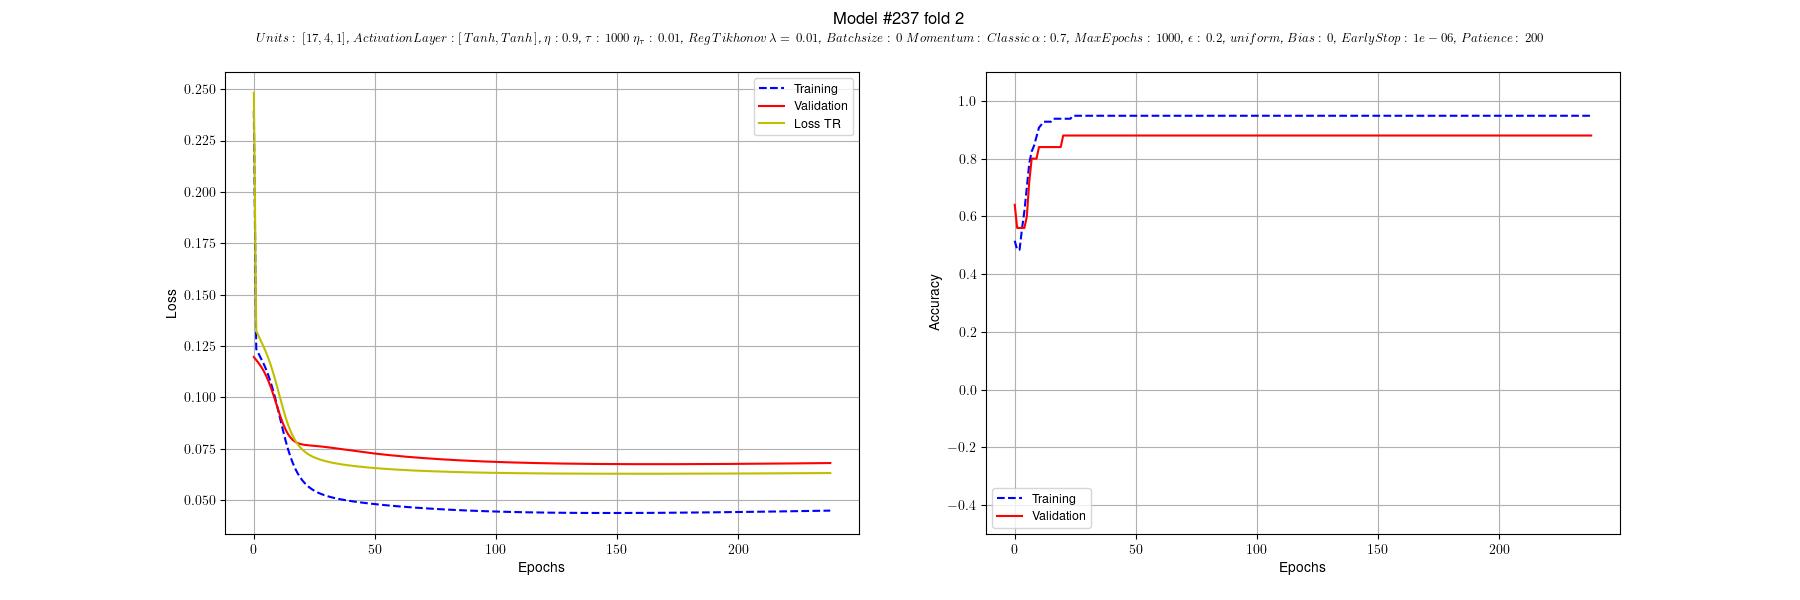 Model #237 fold 2
Units : [17, 4, 1], ActivationLayer : [Tanh, Tanh], η : 0.9, τ : 1000 ητ : 0.01, RegTikhonov λ = 0.01, Batchsize : 0 Momentum : Classic α : 0.7, MaxEpochs : 1000, ϵ : 0.2, uniform, Bias : 0, EarlyStop : 1e − 06, Patience : 200
0.250
0.225
0.200
0.175
0.150
0.125
0.100
0.075
0.050
Loss
0 50 100 150 200
Epochs
Training
Validation
Loss TR
1.0
0.8
0.6
0.4
0.2
0.0
−0.2
−0.4
Accuracy
0 50 100 150 200
Epochs
Training
Validation